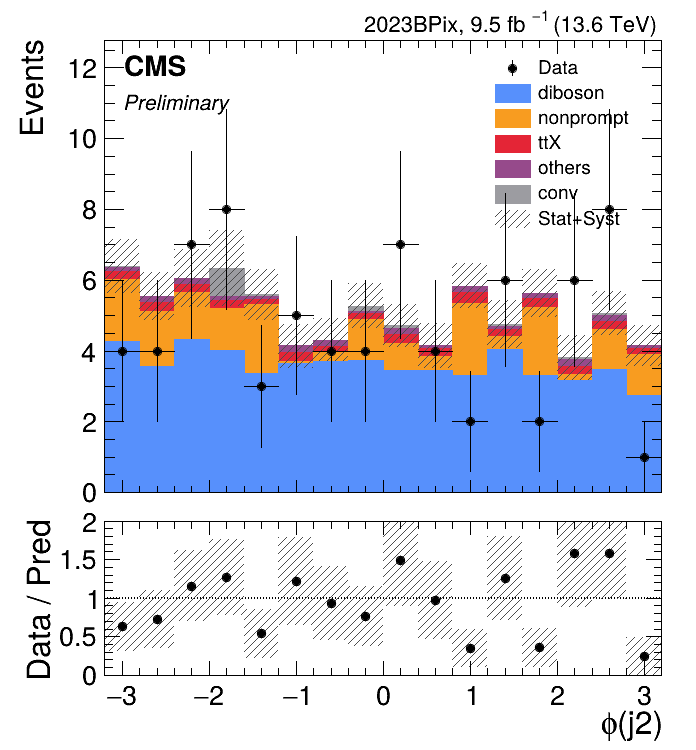 2023BPix, 9.5 fb⁻¹ (13.6 TeV)
Events
CMS
Preliminary
Data
diboson
nonprompt
ttX
others
conv
Stat+Syst
12
10
8
6
4
2
0
Data / Pred
2
1.5
1
0.5
0
−3 −2 −1 0 1 2 3
ϕ(j2)